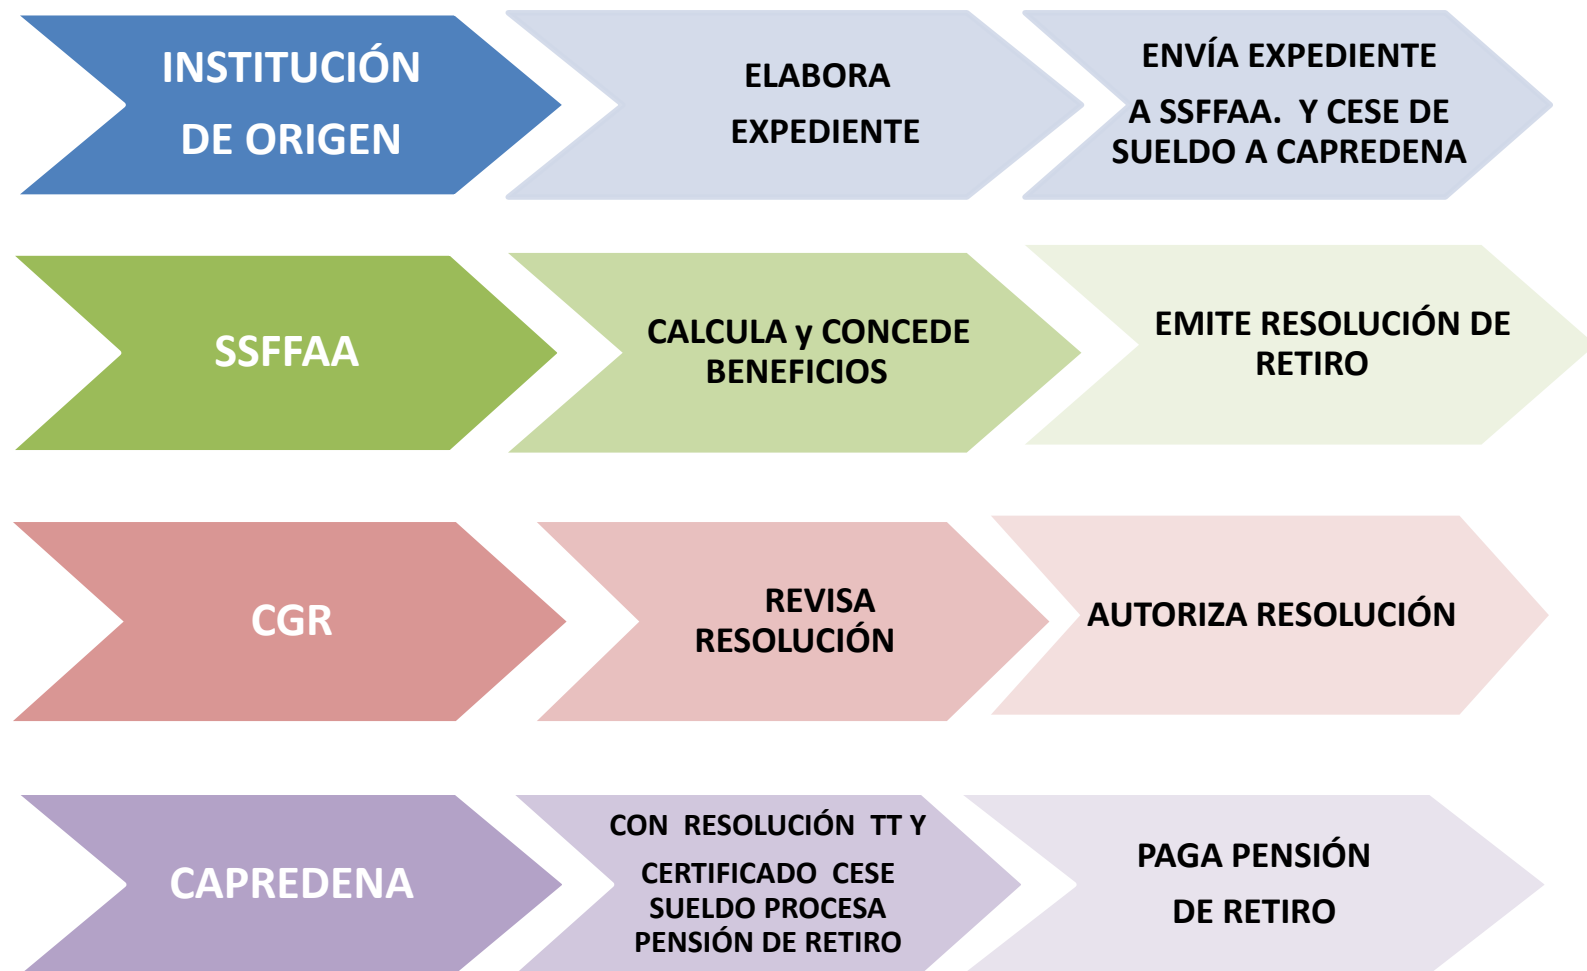 INSTITUCIÓN
DE ORIGEN
ELABORA
EXPEDIENTE
ENVÍA EXPEDIENTE
A SSFFAA.  Y CESE DE
SUELDO A CAPREDENA
SSFFAA
CALCULA y CONCEDE
BENEFICIOS
EMITE RESOLUCIÓN DE
RETIRO
CGR
REVISA
RESOLUCIÓN
AUTORIZA RESOLUCIÓN
CAPREDENA
CON  RESOLUCIÓN  TT Y
CERTIFICADO  CESE
SUELDO PROCESA
PENSIÓN DE RETIRO
PAGA PENSIÓN
DE RETIRO